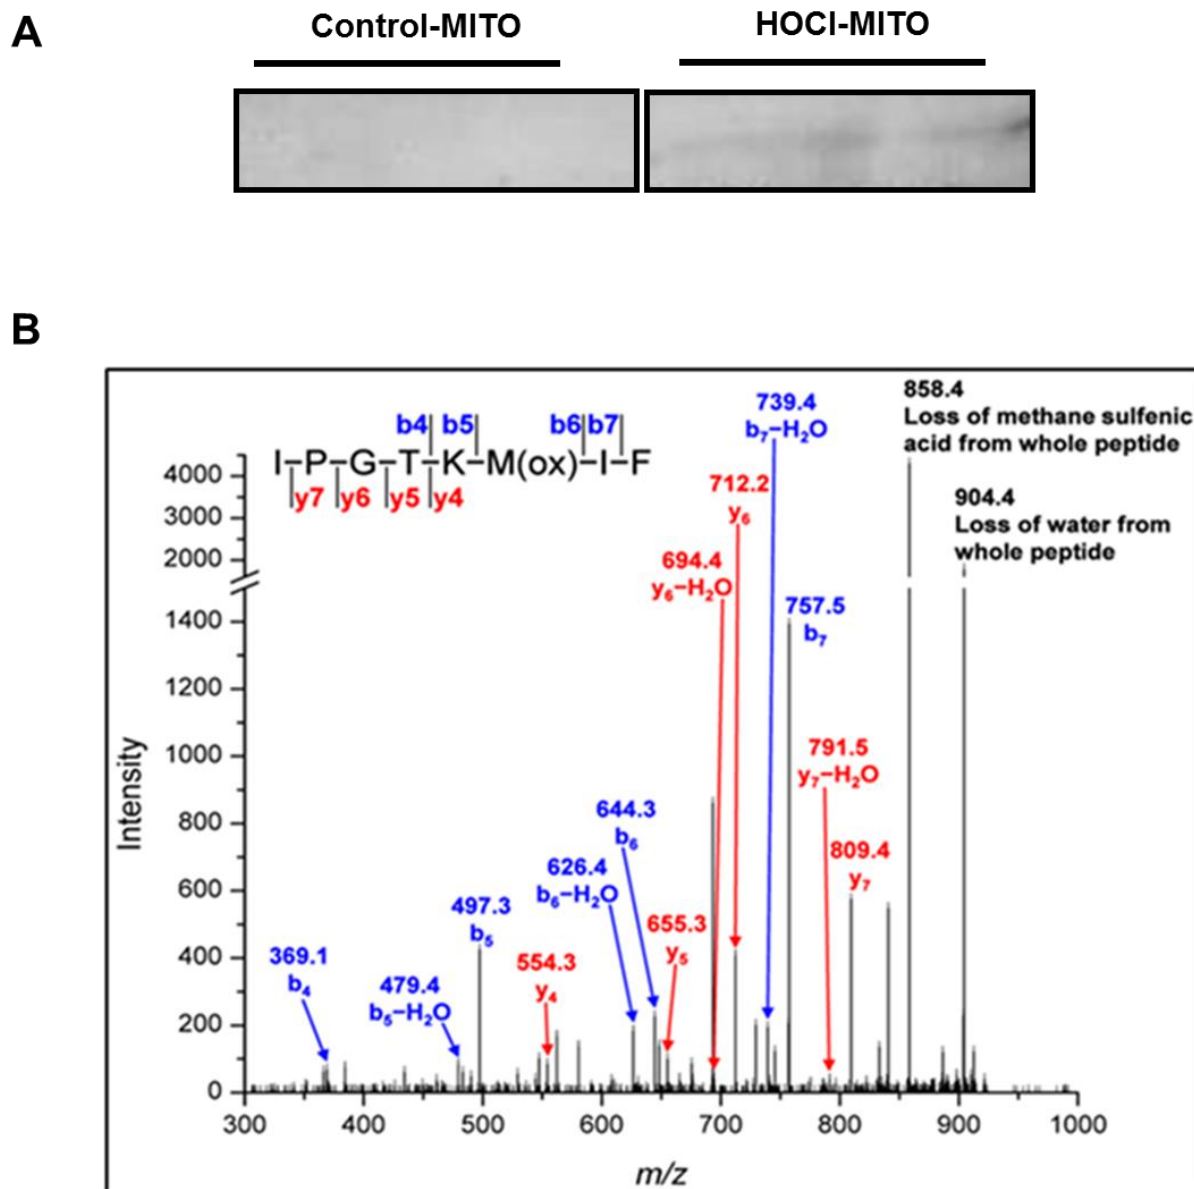 A
Control-MITO
HOCl-MITO
B
b4 b5 b6 b7
I–P–G–T–K–M(ox)–I–F
y7 y6 y5 y4
739.4
b₇–H₂O
858.4
Loss of methane sulfenic
acid from whole peptide
712.2
y₆
904.4
Loss of water from
whole peptide
694.4
y₆–H₂O
757.5
b₇
791.5
y₇–H₂O
644.3
b₆
809.4
y₇
626.4
b₆–H₂O
497.3
b₅
655.3
y₅
369.1
b₄
554.3
y₄
479.4
b₅–H₂O
4000
3000
2000
1400
1200
1000
800
600
400
200
0
Intensity
300 400 500 600 700 800 900 1000
m/z